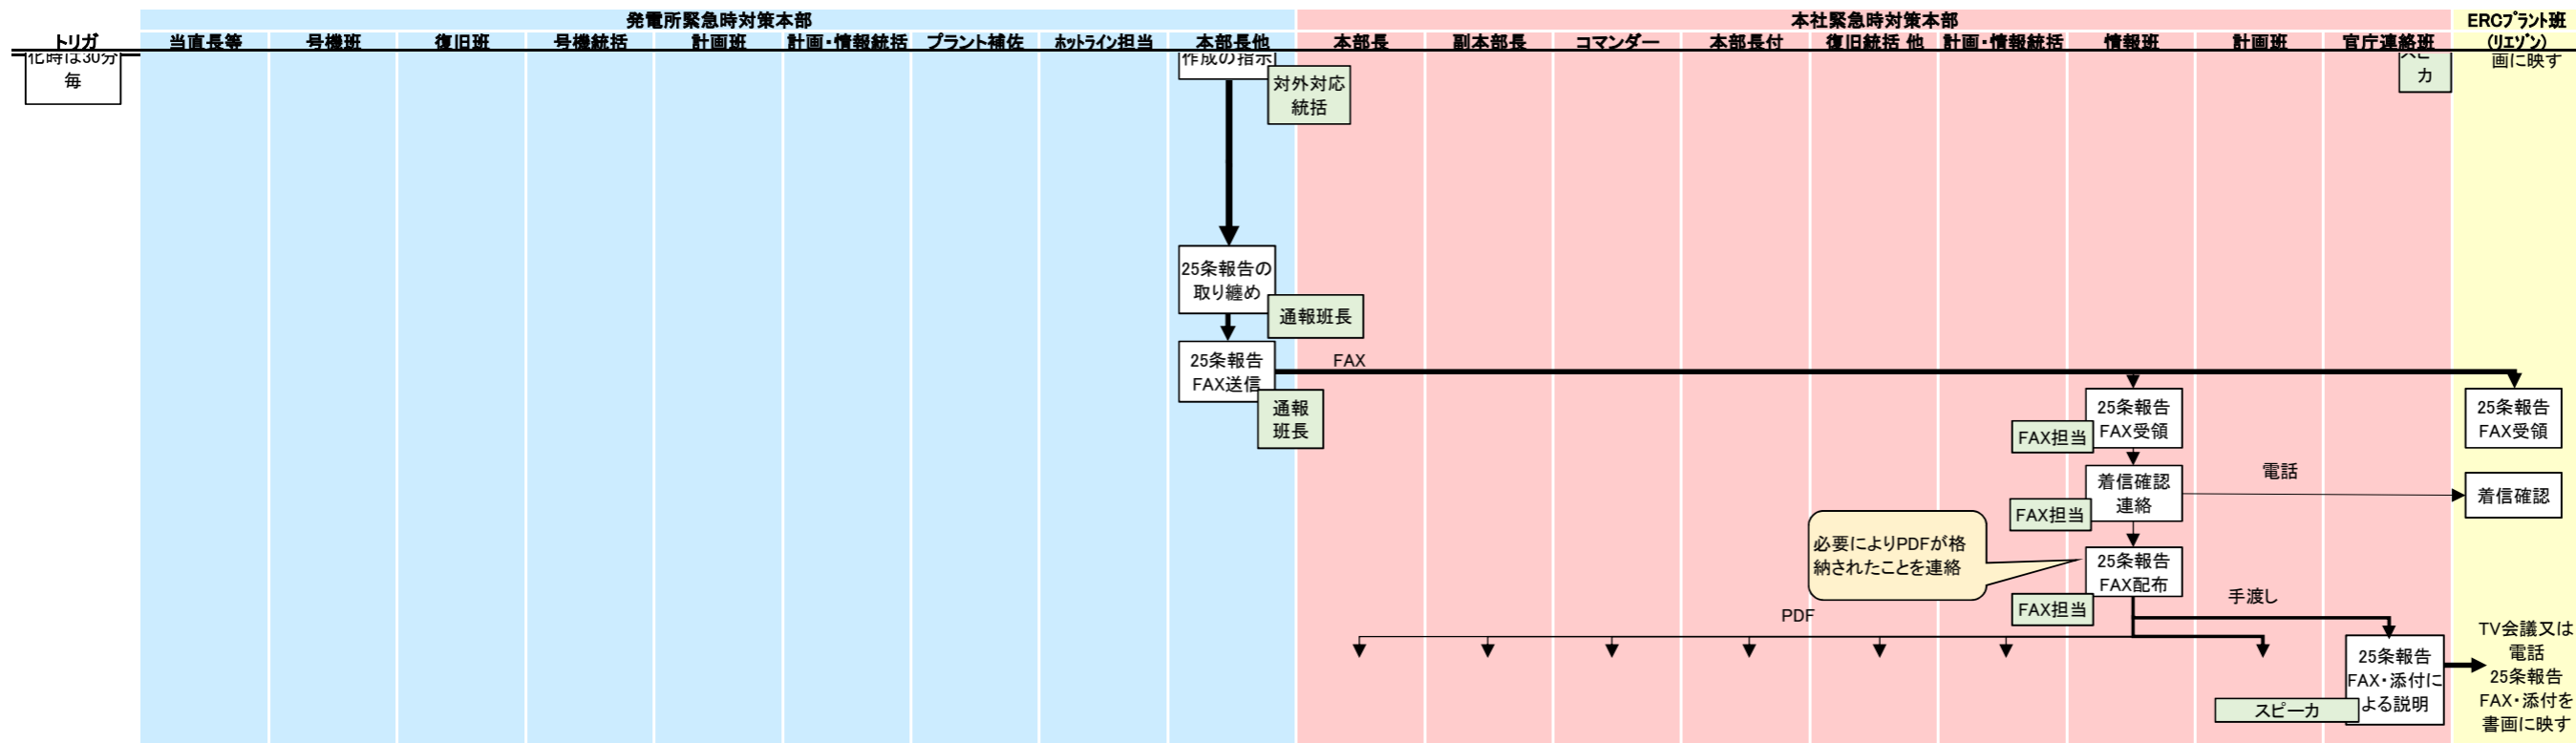 発電所緊急時対策本部
本社緊急時対策本部
ERCプラント班
(リエゾン)
トリガ
当直長等
号機班
復旧班
号機統括
計画班
計画・情報統括
プラント補佐
ホットライン担当
本部長他
本部長
副本部長
コマンダー
本部長付
復旧統括 他
計画・情報統括
情報班
計画班
官庁連絡班
化時は30分
毎
作成の指示
対外対応
統括
スピー
カ
画に映す
25条報告の
取り纏め
通報班長
25条報告
FAX送信
通報
班長
FAX
25条報告
FAX受領
FAX担当
25条報告
FAX受領
着信確認
連絡
FAX担当
電話
着信確認
必要によりPDFが格
納されたことを連絡
25条報告
FAX配布
FAX担当
手渡し
PDF
25条報告
FAX・添付に
よる説明
スピーカ
TV会議又は
電話
25条報告
FAX・添付を
書画に映す